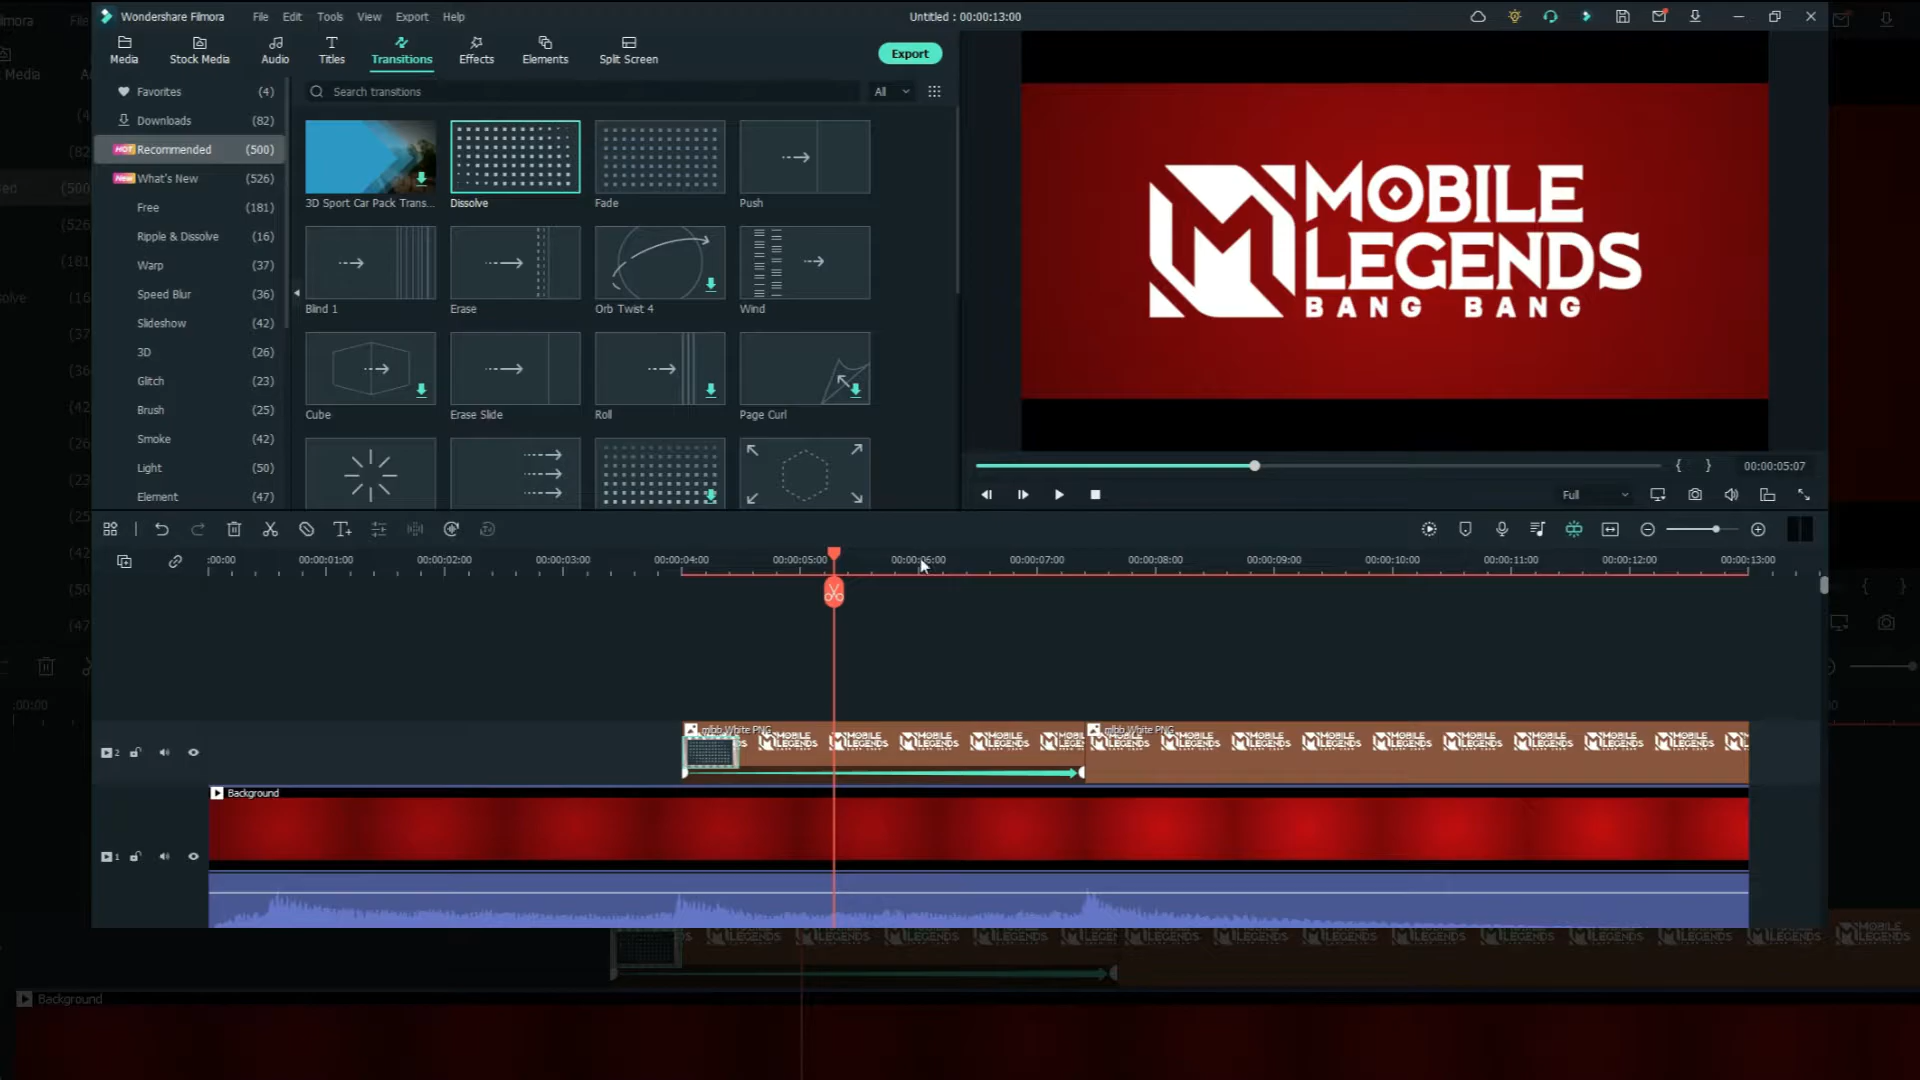 Wondershare Filmora
File Edit Tools View Export Help
Untitled : 00:00:13:00
Media Stock Media Audio Titles Transitions Effects Elements Split Screen
Export
Favorites (4)
Downloads (82)
HOT Recommended (500)
New What's New (526)
Free (181)
Ripple & Dissolve (16)
Warp (37)
Speed Blur (36)
Slideshow (42)
3D (26)
Glitch (23)
Brush (25)
Smoke (42)
Light (50)
Element (47)
Search transitions
All
3D Sport Car Pack Trans...
Dissolve
Fade
Push
Blind 1
Erase
Orb Twist 4
Wind
Cube
Erase Slide
Roll
Page Curl
MOBILE
LEGENDS
BANG BANG
{ } 00:00:05:07
Full
:00:00 00:00:01:00 00:00:02:00 00:00:03:00 00:00:04:00 00:00:05:00 00:00:06:00 00:00:07:00 00:00:08:00 00:00:09:00 00:00:10:00 00:00:11:00 00:00:12:00 00:00:13:00
mlbb White PNG
mlbb White PNG
2
Background
1
Background